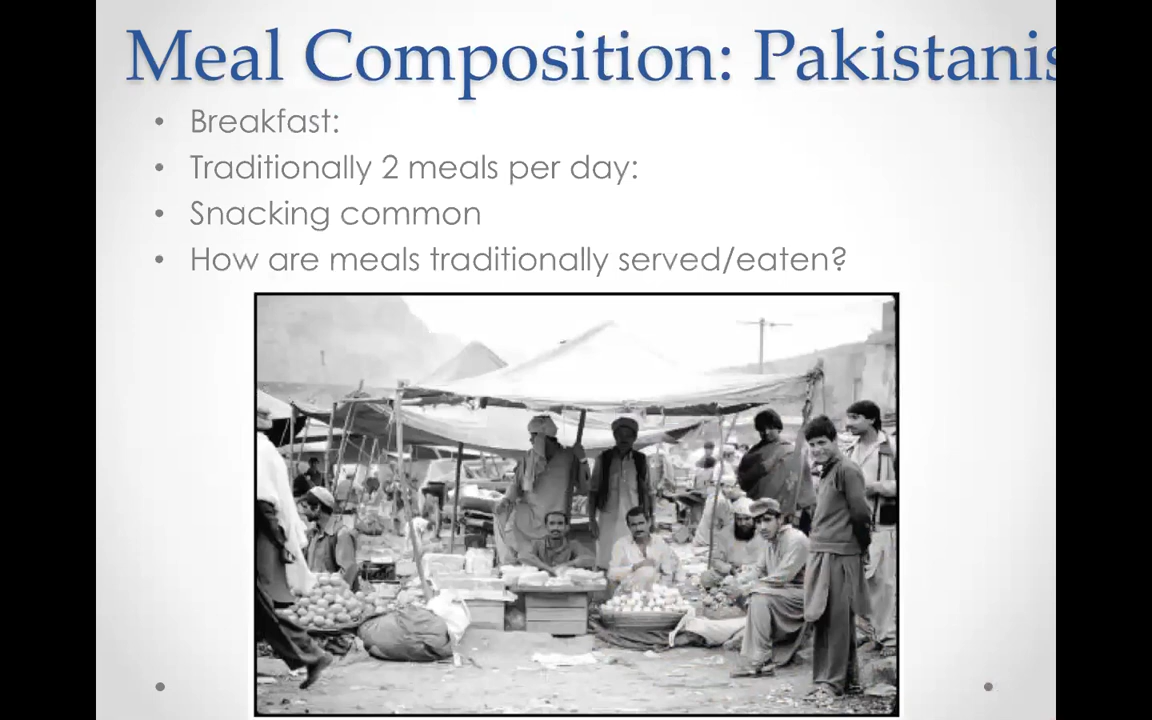 Meal Composition: Pakistanis
• Breakfast:
• Traditionally 2 meals per day:
• Snacking common
• How are meals traditionally served/eaten?